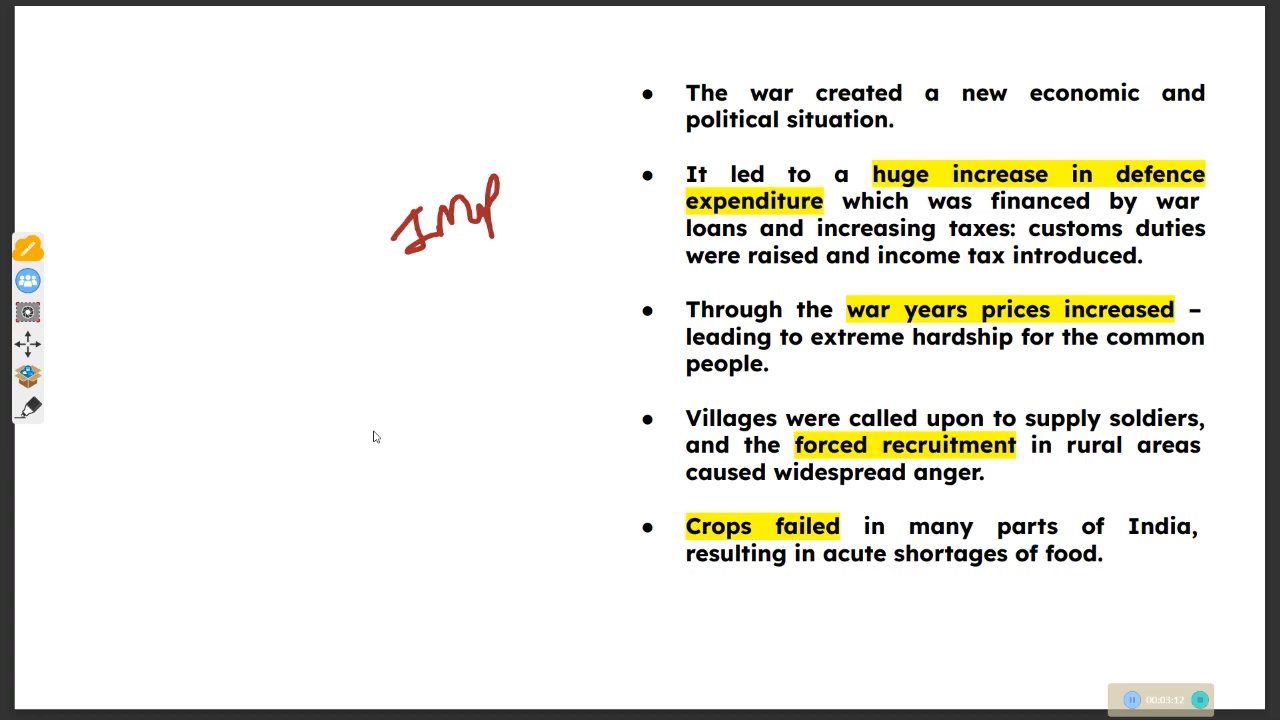 IMP
● The war created a new economic and
political situation.
● It led to a huge increase in defence
expenditure which was financed by war
loans and increasing taxes: customs duties
were raised and income tax introduced.
● Through the war years prices increased –
leading to extreme hardship for the common
people.
● Villages were called upon to supply soldiers,
and the forced recruitment in rural areas
caused widespread anger.
● Crops failed in many parts of India,
resulting in acute shortages of food.
00:03:12